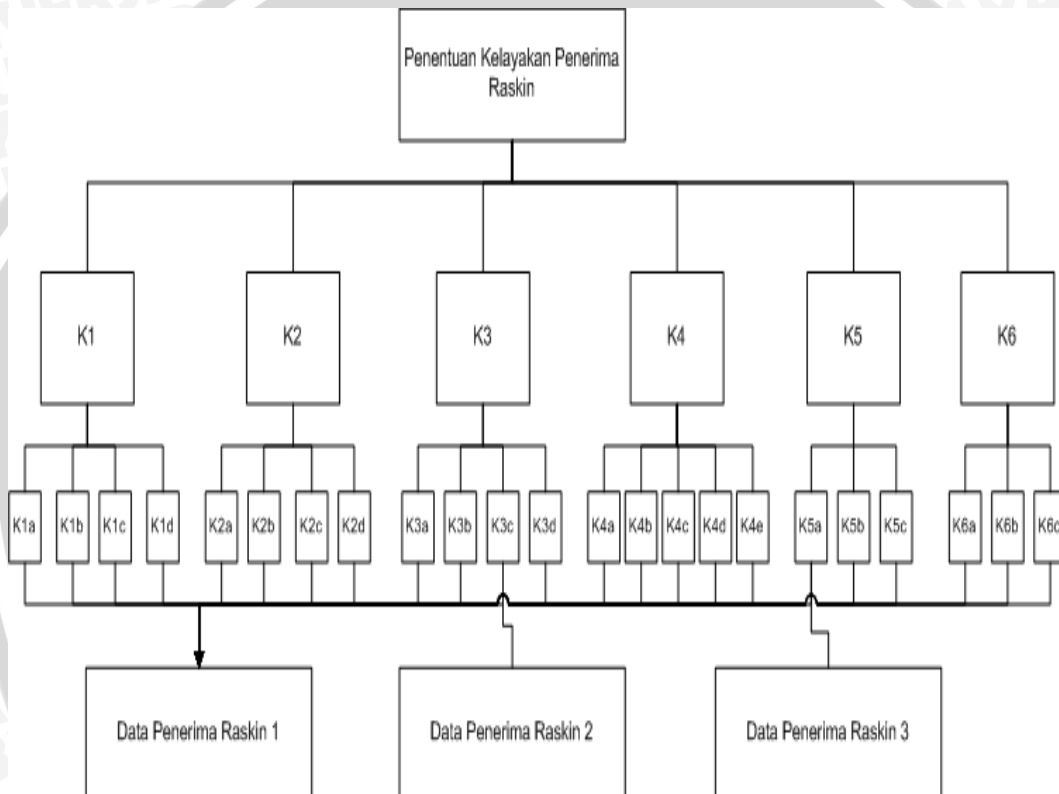 Penentuan Kelayakan Penerima
Raskin
K1 K2 K3 K4 K5 K6
K1a K1b K1c K1d K2a K2b K2c K2d K3a K3b K3c K3d K4a K4b K4c K4d K4e K5a K5b K5c K6a K6b K6c
Data Penerima Raskin 1 Data Penerima Raskin 2 Data Penerima Raskin 3